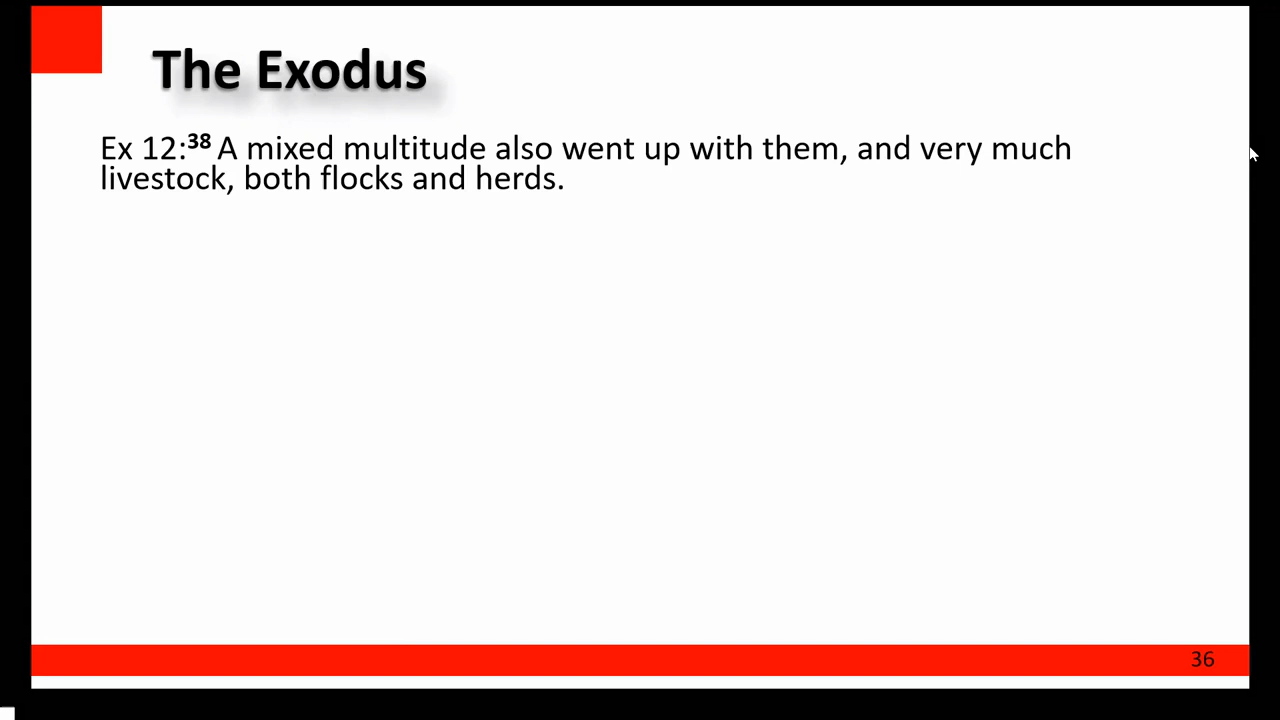 The Exodus
Ex 12:38 A mixed multitude also went up with them, and very much
livestock, both flocks and herds.
36